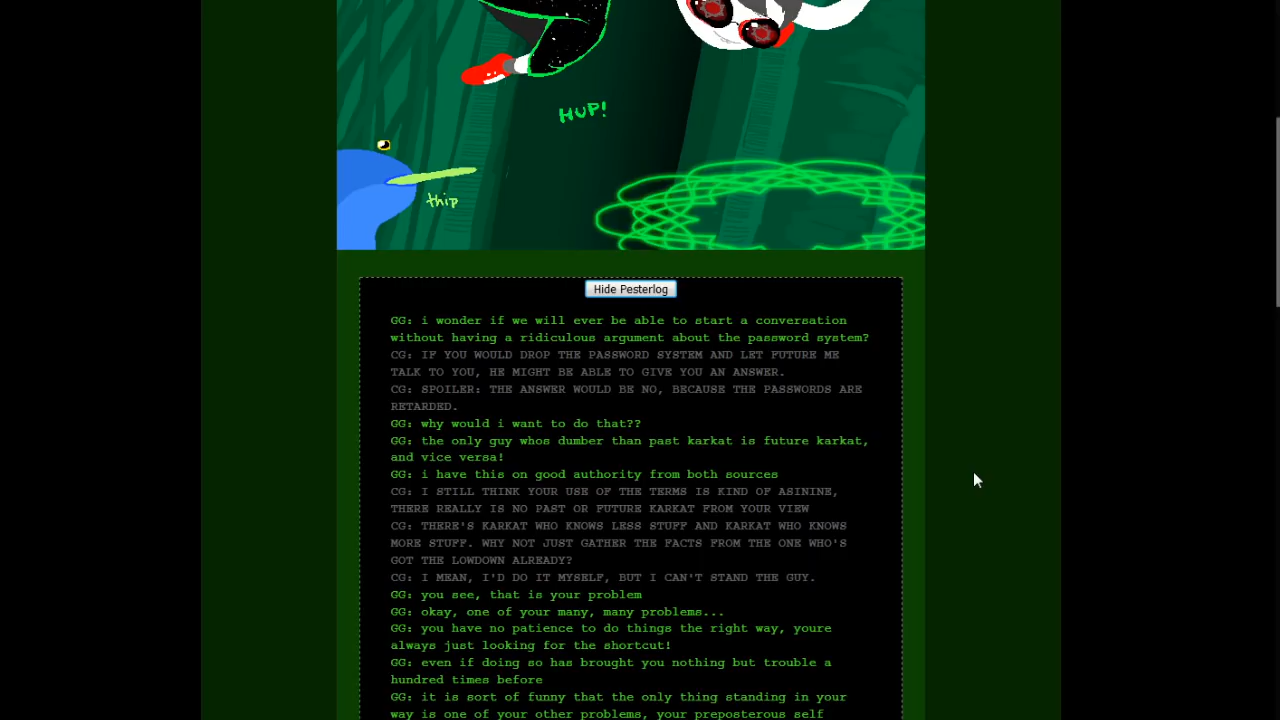 HUP!
thip
Hide Pesterlog
GG: i wonder if we will ever be able to start a conversation
without having a ridiculous argument about the password system?
CG: IF YOU WOULD DROP THE PASSWORD SYSTEM AND LET FUTURE ME
TALK TO YOU, HE MIGHT BE ABLE TO GIVE YOU AN ANSWER.
CG: SPOILER: THE ANSWER WOULD BE NO, BECAUSE THE PASSWORDS ARE
RETARDED.
GG: why would i want to do that??
GG: the only guy whos dumber than past karkat is future karkat,
and vice versa!
GG: i have this on good authority from both sources
CG: I STILL THINK YOUR USE OF THE TERMS IS KIND OF ASININE,
THERE REALLY IS NO PAST OR FUTURE KARKAT FROM YOUR VIEW
CG: THERE'S KARKAT WHO KNOWS LESS STUFF AND KARKAT WHO KNOWS
MORE STUFF. WHY NOT JUST GATHER THE FACTS FROM THE ONE WHO'S
GOT THE LOWDOWN ALREADY?
CG: I MEAN, I'D DO IT MYSELF, BUT I CAN'T STAND THE GUY.
GG: you see, that is your problem
GG: okay, one of your many, many problems...
GG: you have no patience to do things the right way, youre
always just looking for the shortcut!
GG: even if doing so has brought you nothing but trouble a
hundred times before
GG: it is sort of funny that the only thing standing in your
way is one of your other problems, your preposterous self